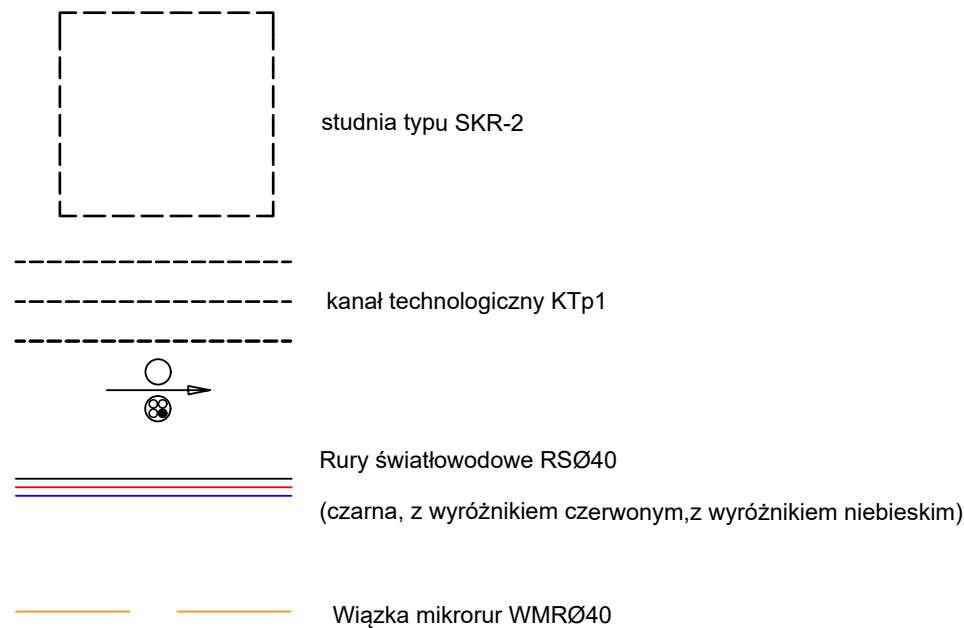 studnia typu SKR-2
kanał technologiczny KTp1
Rury światłowodowe RSØ40
(czarna, z wyróżnikiem czerwonym,z wyróżnikiem niebieskim)
Wiązka mikrorur WMRØ40